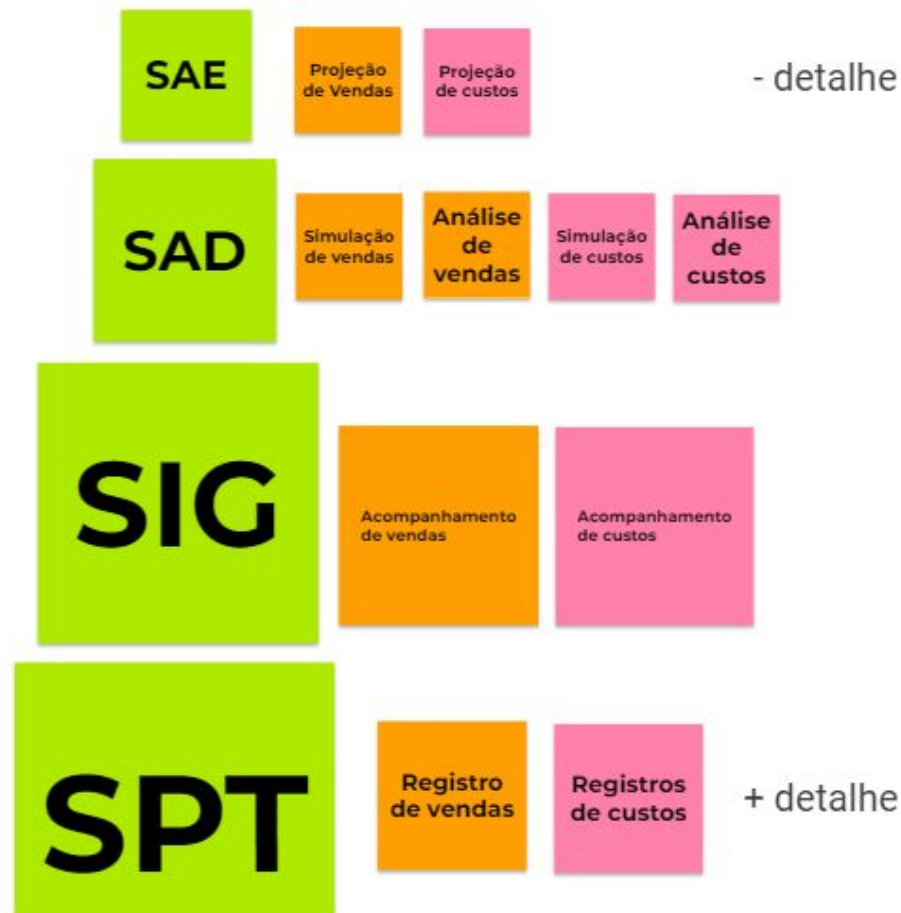 SAE
Projeção
de Vendas
Projeção
de custos
- detalhe
SAD
Simulação
de vendas
Análise
de
vendas
Simulação
de custos
Análise
de
custos
SIG
Acompanhamento
de vendas
Acompanhamento
de custos
SPT
Registro
de vendas
Registros
de custos
+ detalhe